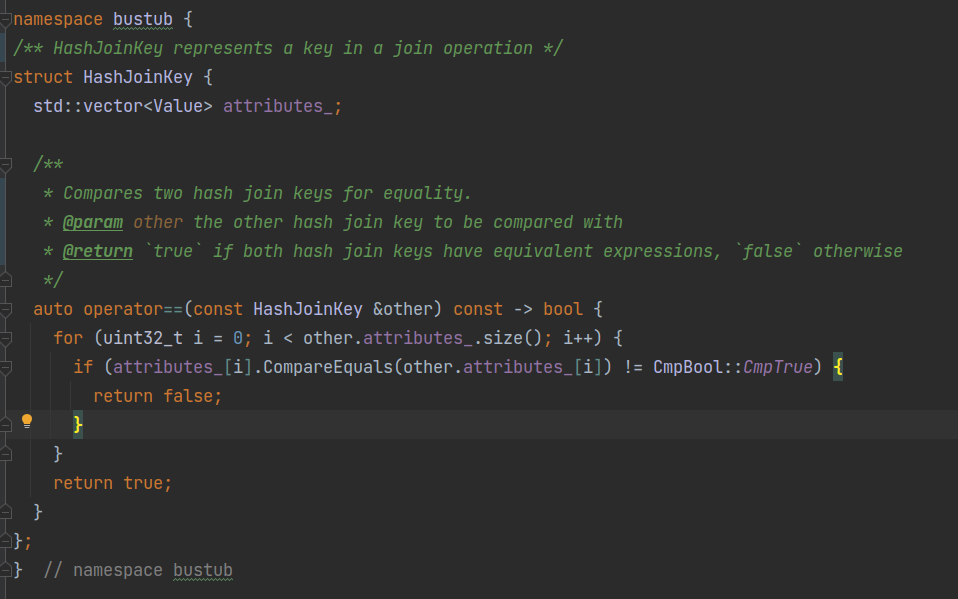 namespace bustub {
/** HashJoinKey represents a key in a join operation */
struct HashJoinKey {
  std::vector<Value> attributes_;

  /**
   * Compares two hash join keys for equality.
   * @param other the other hash join key to be compared with
   * @return `true` if both hash join keys have equivalent expressions, `false` otherwise
   */
  auto operator==(const HashJoinKey &other) const -> bool {
    for (uint32_t i = 0; i < other.attributes_.size(); i++) {
      if (attributes_[i].CompareEquals(other.attributes_[i]) != CmpBool::CmpTrue) {
        return false;
      }
    }
    return true;
  }
};
}  // namespace bustub